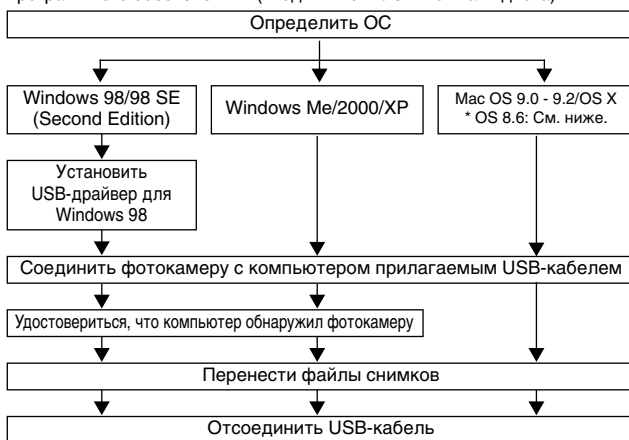 Определить ОС
Windows 98/98 SE
(Second Edition)
Windows Me/2000/XP
Mac OS 9.0 - 9.2/OS X
* OS 8.6: См. ниже.
Установить
USB-драйвер для
Windows 98
Соединить фотокамеру с компьютером прилагаемым USB-кабелем
Удостовериться, что компьютер обнаружил фотокамеру
Перенести файлы снимков
Отсоединить USB-кабель